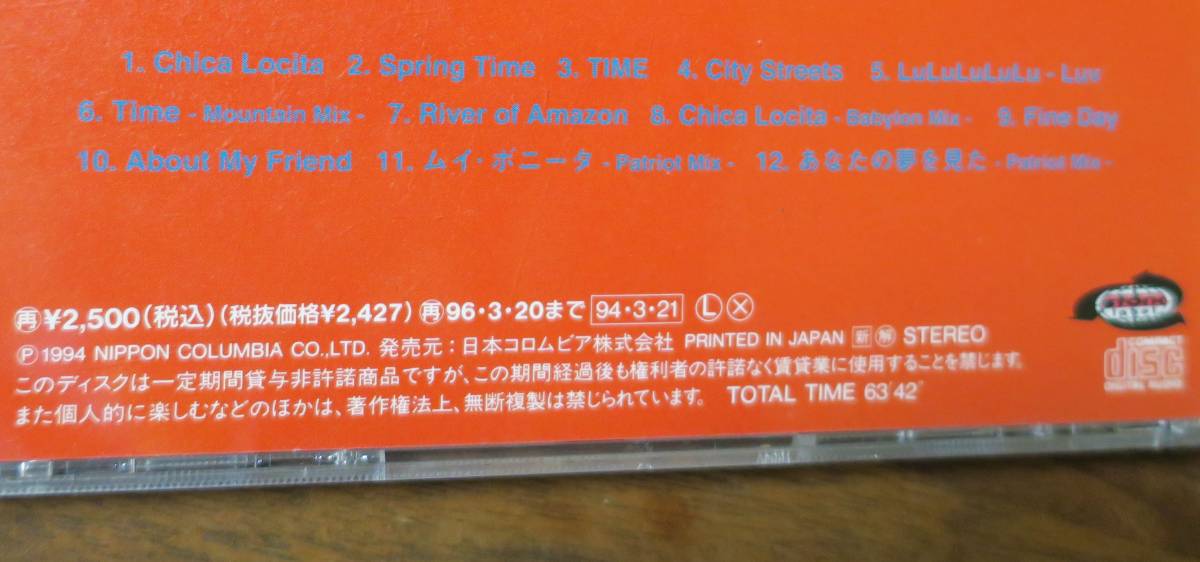 1. Chica Locita 2. Spring Time 3. TIME 4. City Streets 5. LuLuLuLuLu - Luv
6. Time - Mountain Mix - 7. River of Amazon 8. Chica Locita - Babylon Mix - 9. Fine Day
10. About My Friend 11. ムイ・ボニータ - Patriot Mix - 12. あなたの夢を見た - Patriot Mix -
再¥2,500(税込)(税抜価格¥2,427) 再96・3・20まで 94・3・21 Ⓛ Ⓧ
Ⓟ1994 NIPPON COLUMBIA CO.,LTD. 発売元:日本コロムビア株式会社 PRINTED IN JAPAN 新 解 STEREO
このディスクは一定期間貸与非許諾商品ですが、この期間経過後も権利者の許諾なく賃貸業に使用することを禁じます。
また個人的に楽しむなどのほかは、著作権法上、無断複製は禁じられています。 TOTAL TIME 63'42"
COMPACT
disc
DIGITAL AUDIO